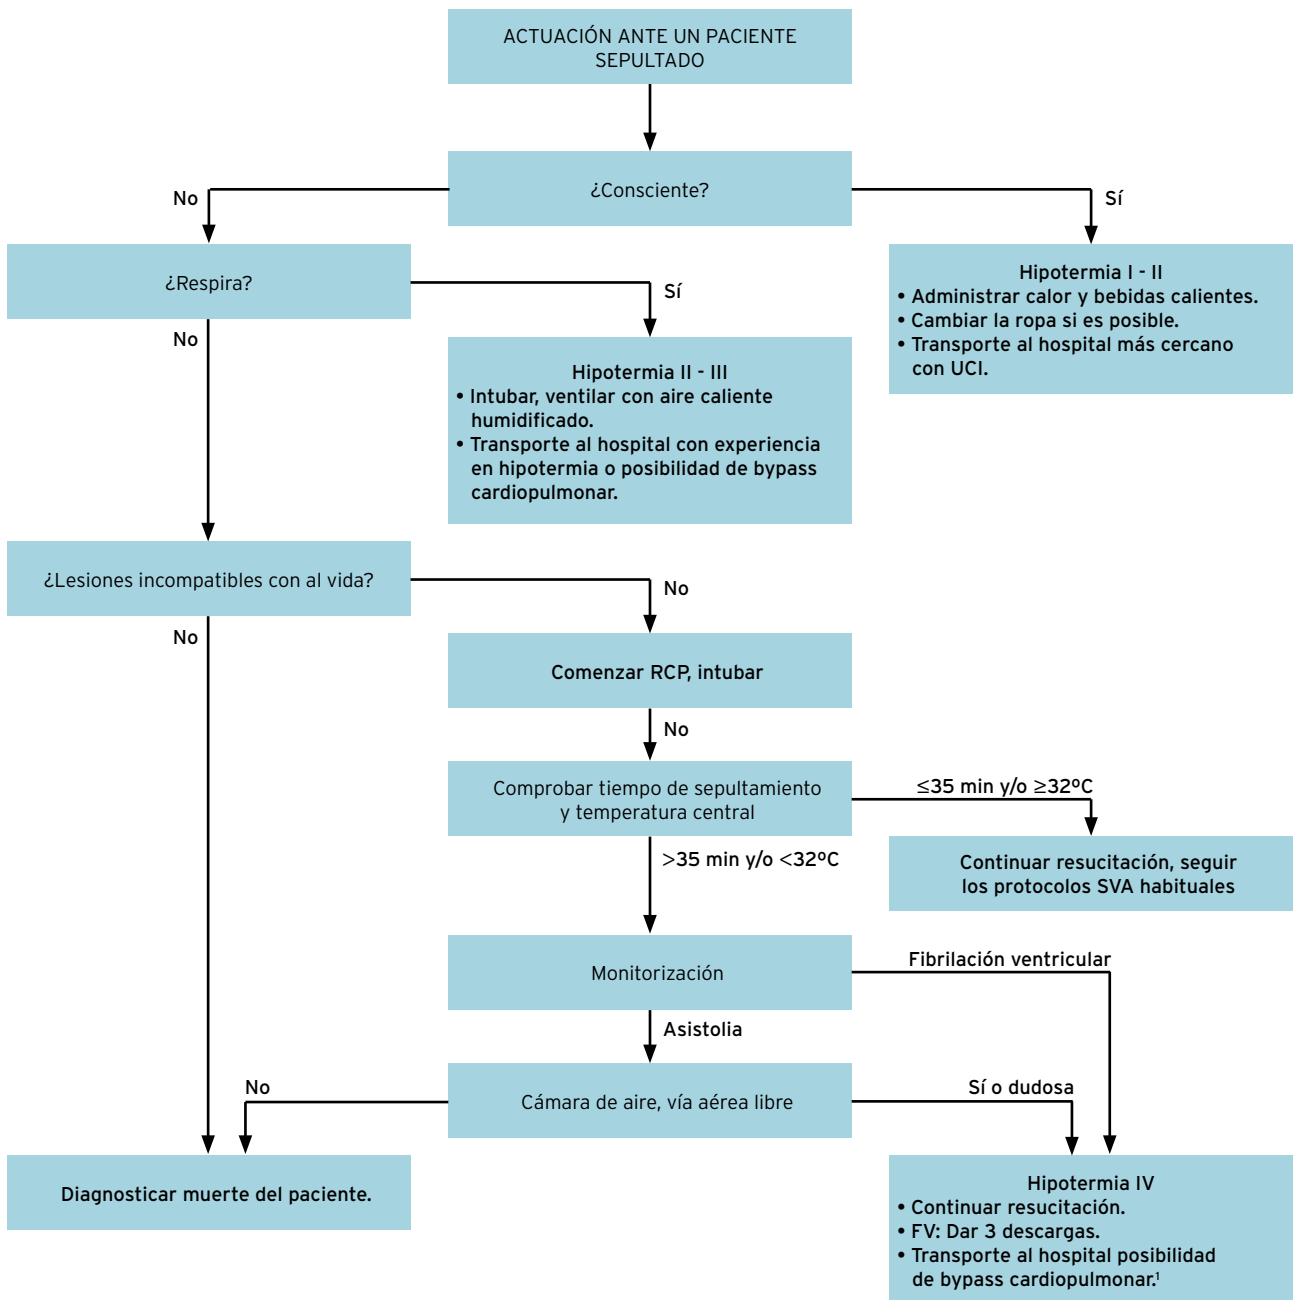 ACTUACIÓN ANTE UN PACIENTE
SEPULTADO
¿Consciente?
No
Sí
¿Respira?
Hipotermia I - II
• Administrar calor y bebidas calientes.
• Cambiar la ropa si es posible.
• Transporte al hospital más cercano
con UCI.
Sí
No
Hipotermia II - III
• Intubar, ventilar con aire caliente
humidificado.
• Transporte al hospital con experiencia
en hipotermia o posibilidad de bypass
cardiopulmonar.
¿Lesiones incompatibles con al vida?
No
No
Comenzar RCP, intubar
No
Comprobar tiempo de sepultamiento
y temperatura central
≤35 min y/o ≥32ºC
>35 min y/o <32ºC
Continuar resucitación, seguir
los protocolos SVA habituales
Monitorización
Fibrilación ventricular
Asistolia
Cámara de aire, vía aérea libre
No
Sí o dudosa
Diagnosticar muerte del paciente.
Hipotermia IV
• Continuar resucitación.
• FV: Dar 3 descargas.
• Transporte al hospital posibilidad
de bypass cardiopulmonar.¹